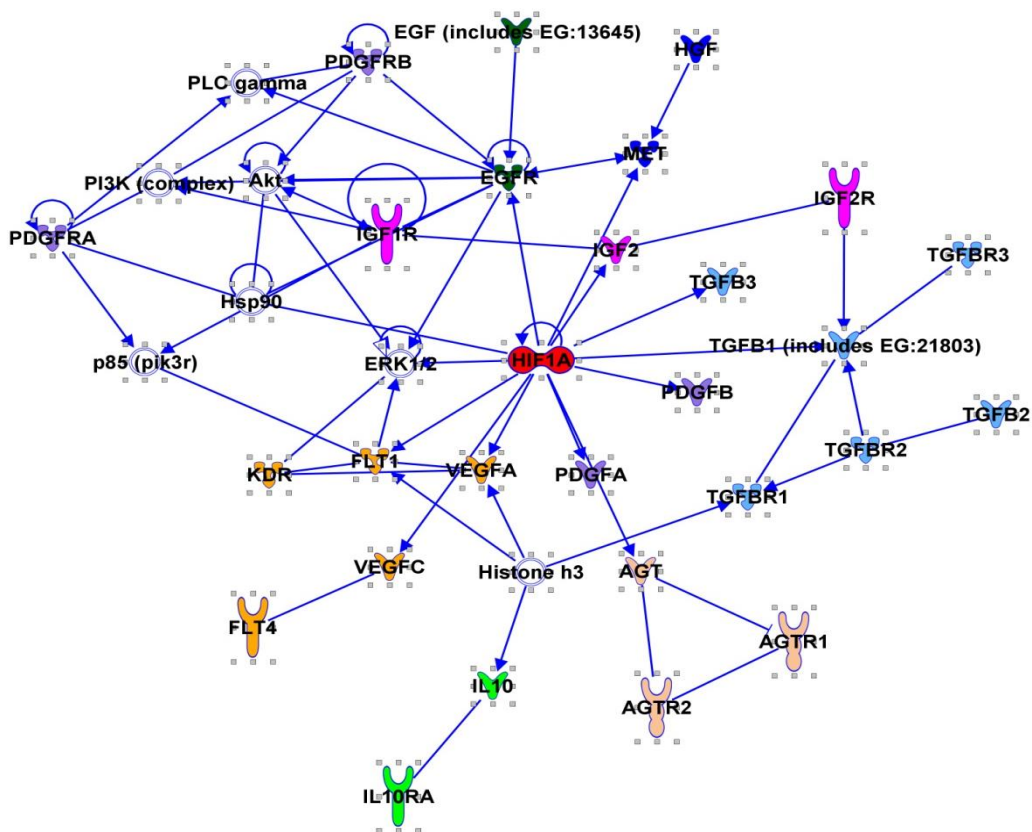 EGF (includes EG:13645)
HGF
PDGFRB
PLC gamma
MET
PI3K (complex)
Akt
EGFR
IGF2R
PDGFRA
IGF1R
IGF2
TGFBR3
TGFB3
Hsp90
p85 (pik3r)
ERK1/2
HIF1A
TGFB1 (includes EG:21803)
PDGFB
TGFB2
TGFBR2
KDR
FLT1
VEGFA
PDGFA
TGFBR1
VEGFC
Histone h3
AGT
FLT4
AGTR1
IL10
AGTR2
IL10RA